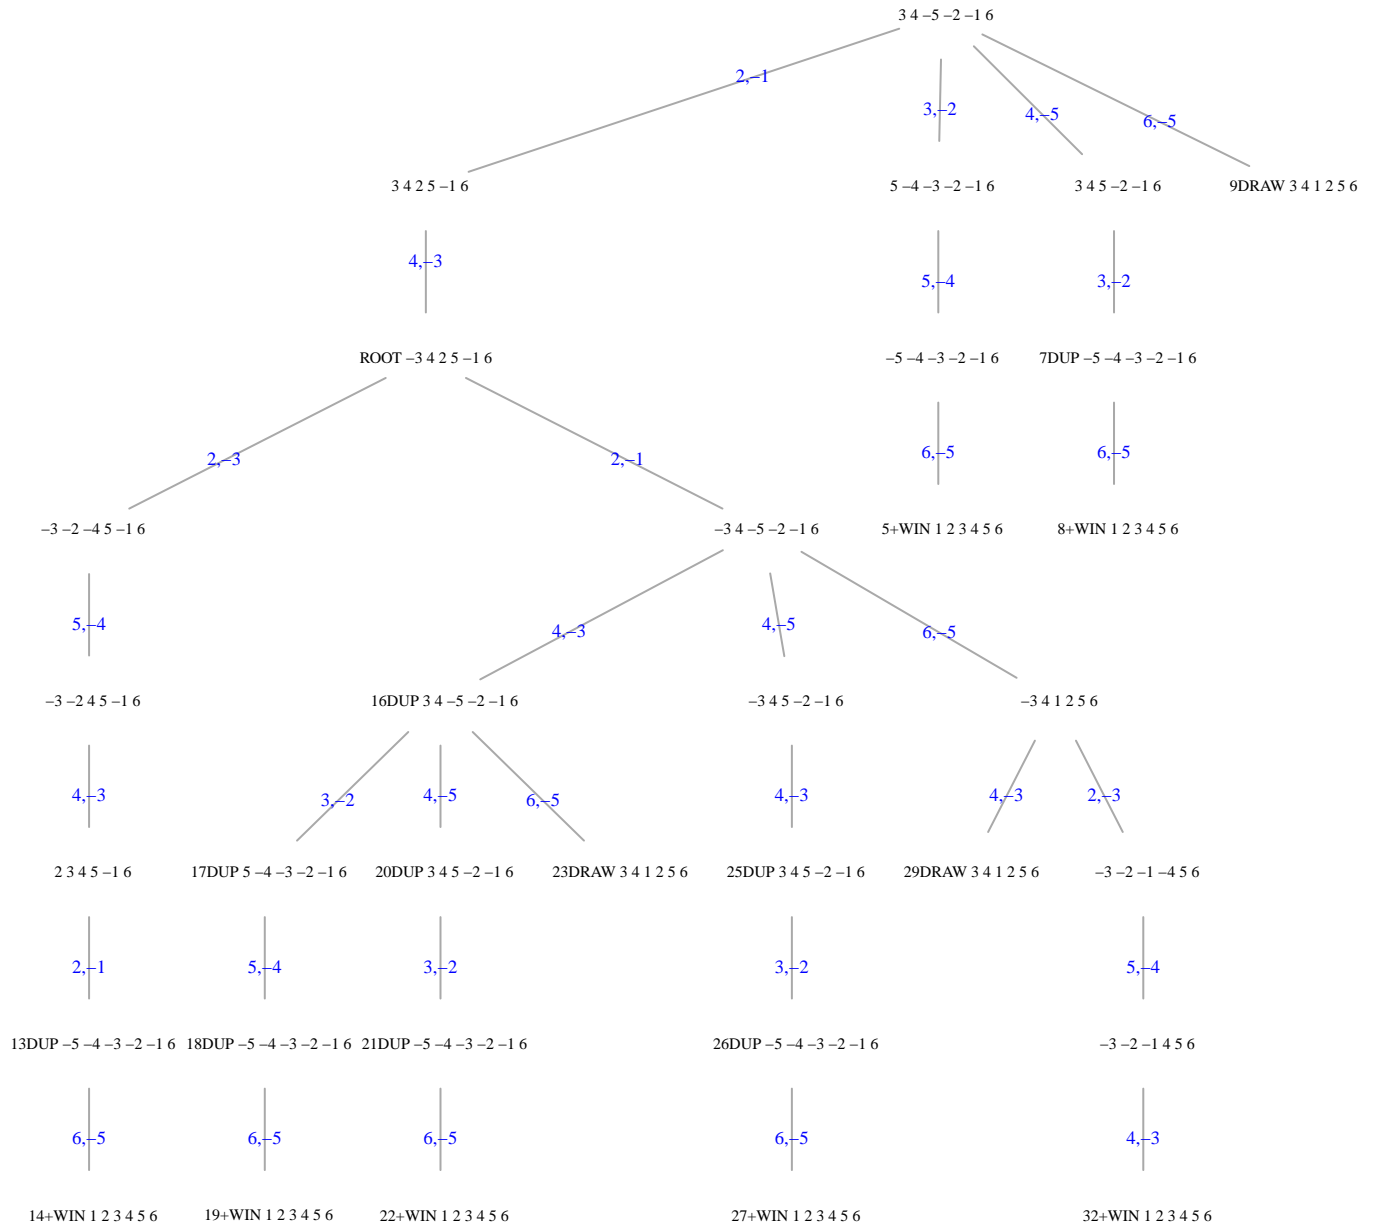 3 4 −5 −2 −1 6
2,−1
3,−2
4,−5
6,−5
3 4 2 5 −1 6
5 −4 −3 −2 −1 6
3 4 5 −2 −1 6
9DRAW 3 4 1 2 5 6
4,−3
5,−4
3,−2
ROOT −3 4 2 5 −1 6
−5 −4 −3 −2 −1 6
7DUP −5 −4 −3 −2 −1 6
2,−3
2,−1
6,−5
6,−5
−3 −2 −4 5 −1 6
−3 4 −5 −2 −1 6
5+WIN 1 2 3 4 5 6
8+WIN 1 2 3 4 5 6
5,−4
4,−3
4,−5
6,−5
−3 −2 4 5 −1 6
16DUP 3 4 −5 −2 −1 6
−3 4 5 −2 −1 6
−3 4 1 2 5 6
4,−3
3,−2
4,−5
6,−5
4,−3
4,−3
2,−3
2 3 4 5 −1 6
17DUP 5 −4 −3 −2 −1 6
20DUP 3 4 5 −2 −1 6
23DRAW 3 4 1 2 5 6
25DUP 3 4 5 −2 −1 6
29DRAW 3 4 1 2 5 6
−3 −2 −1 −4 5 6
2,−1
5,−4
3,−2
3,−2
5,−4
13DUP −5 −4 −3 −2 −1 6
18DUP −5 −4 −3 −2 −1 6
21DUP −5 −4 −3 −2 −1 6
26DUP −5 −4 −3 −2 −1 6
−3 −2 −1 4 5 6
6,−5
6,−5
6,−5
6,−5
4,−3
14+WIN 1 2 3 4 5 6
19+WIN 1 2 3 4 5 6
22+WIN 1 2 3 4 5 6
27+WIN 1 2 3 4 5 6
32+WIN 1 2 3 4 5 6